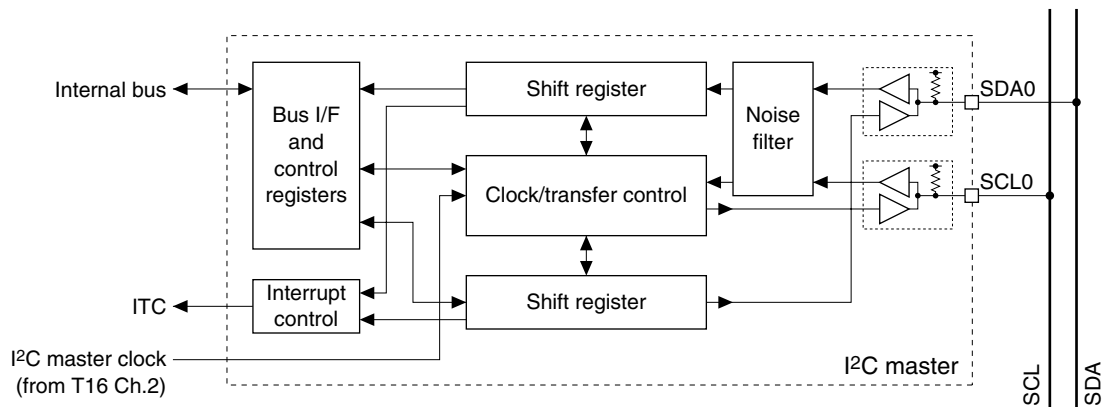 Internal bus
Bus I/F
and
control
registers
Shift register
Noise
filter
SDA0
Clock/transfer control
SCL0
Shift register
ITC
Interrupt
control
I²C master clock
(from T16 Ch.2)
I²C master
SCL
SDA